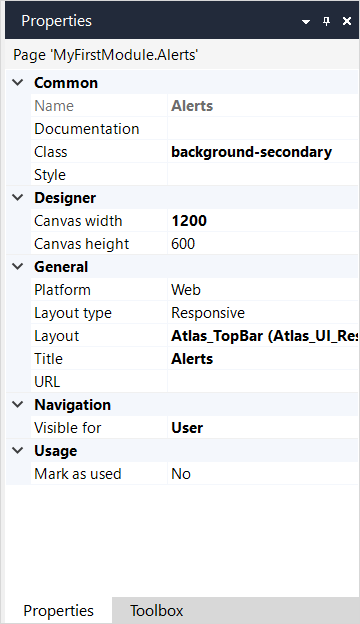 Properties
Page 'MyFirstModule.Alerts'
Common
Name Alerts
Documentation
Class background-secondary
Style
Designer
Canvas width 1200
Canvas height 600
General
Platform Web
Layout type Responsive
Layout Atlas_TopBar (Atlas_UI_Res
Title Alerts
URL
Navigation
Visible for User
Usage
Mark as used No
Properties Toolbox